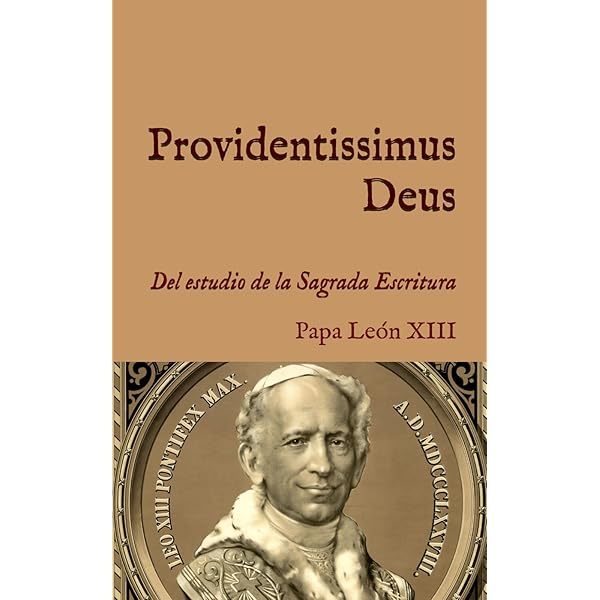 Providentissimus
Deus
Del estudio de la Sagrada Escritura
Papa León XIII
LEO XIII PONTIFEX MAX.
A.D. MDCCCLXXVIII.